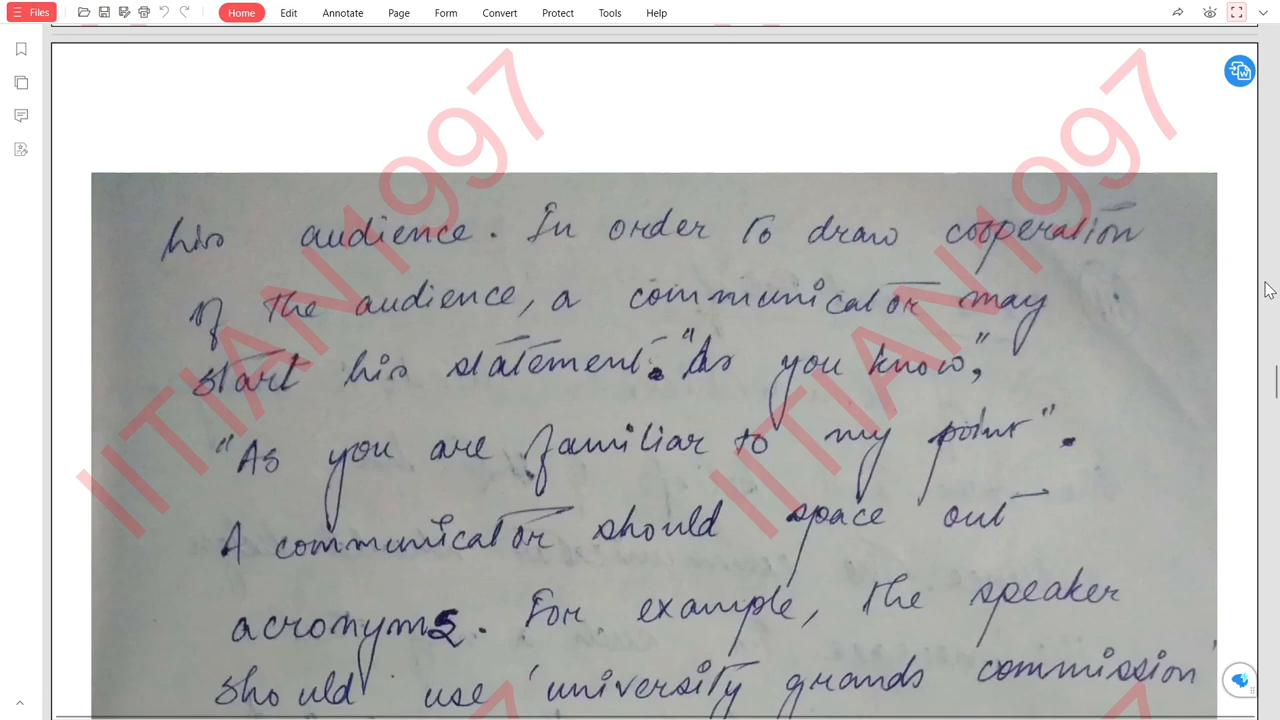 Files
Home Edit Annotate Page Form Convert Protect Tools Help
IITIAN1997 IITIAN1997
his audience. In order to draw cooperation
of the audience, a communicator may
start his statement. "As you know,"
"As you are familiar to my point".
A communicator should space out
acronyms. For example, the speaker
should use 'university grands commission'